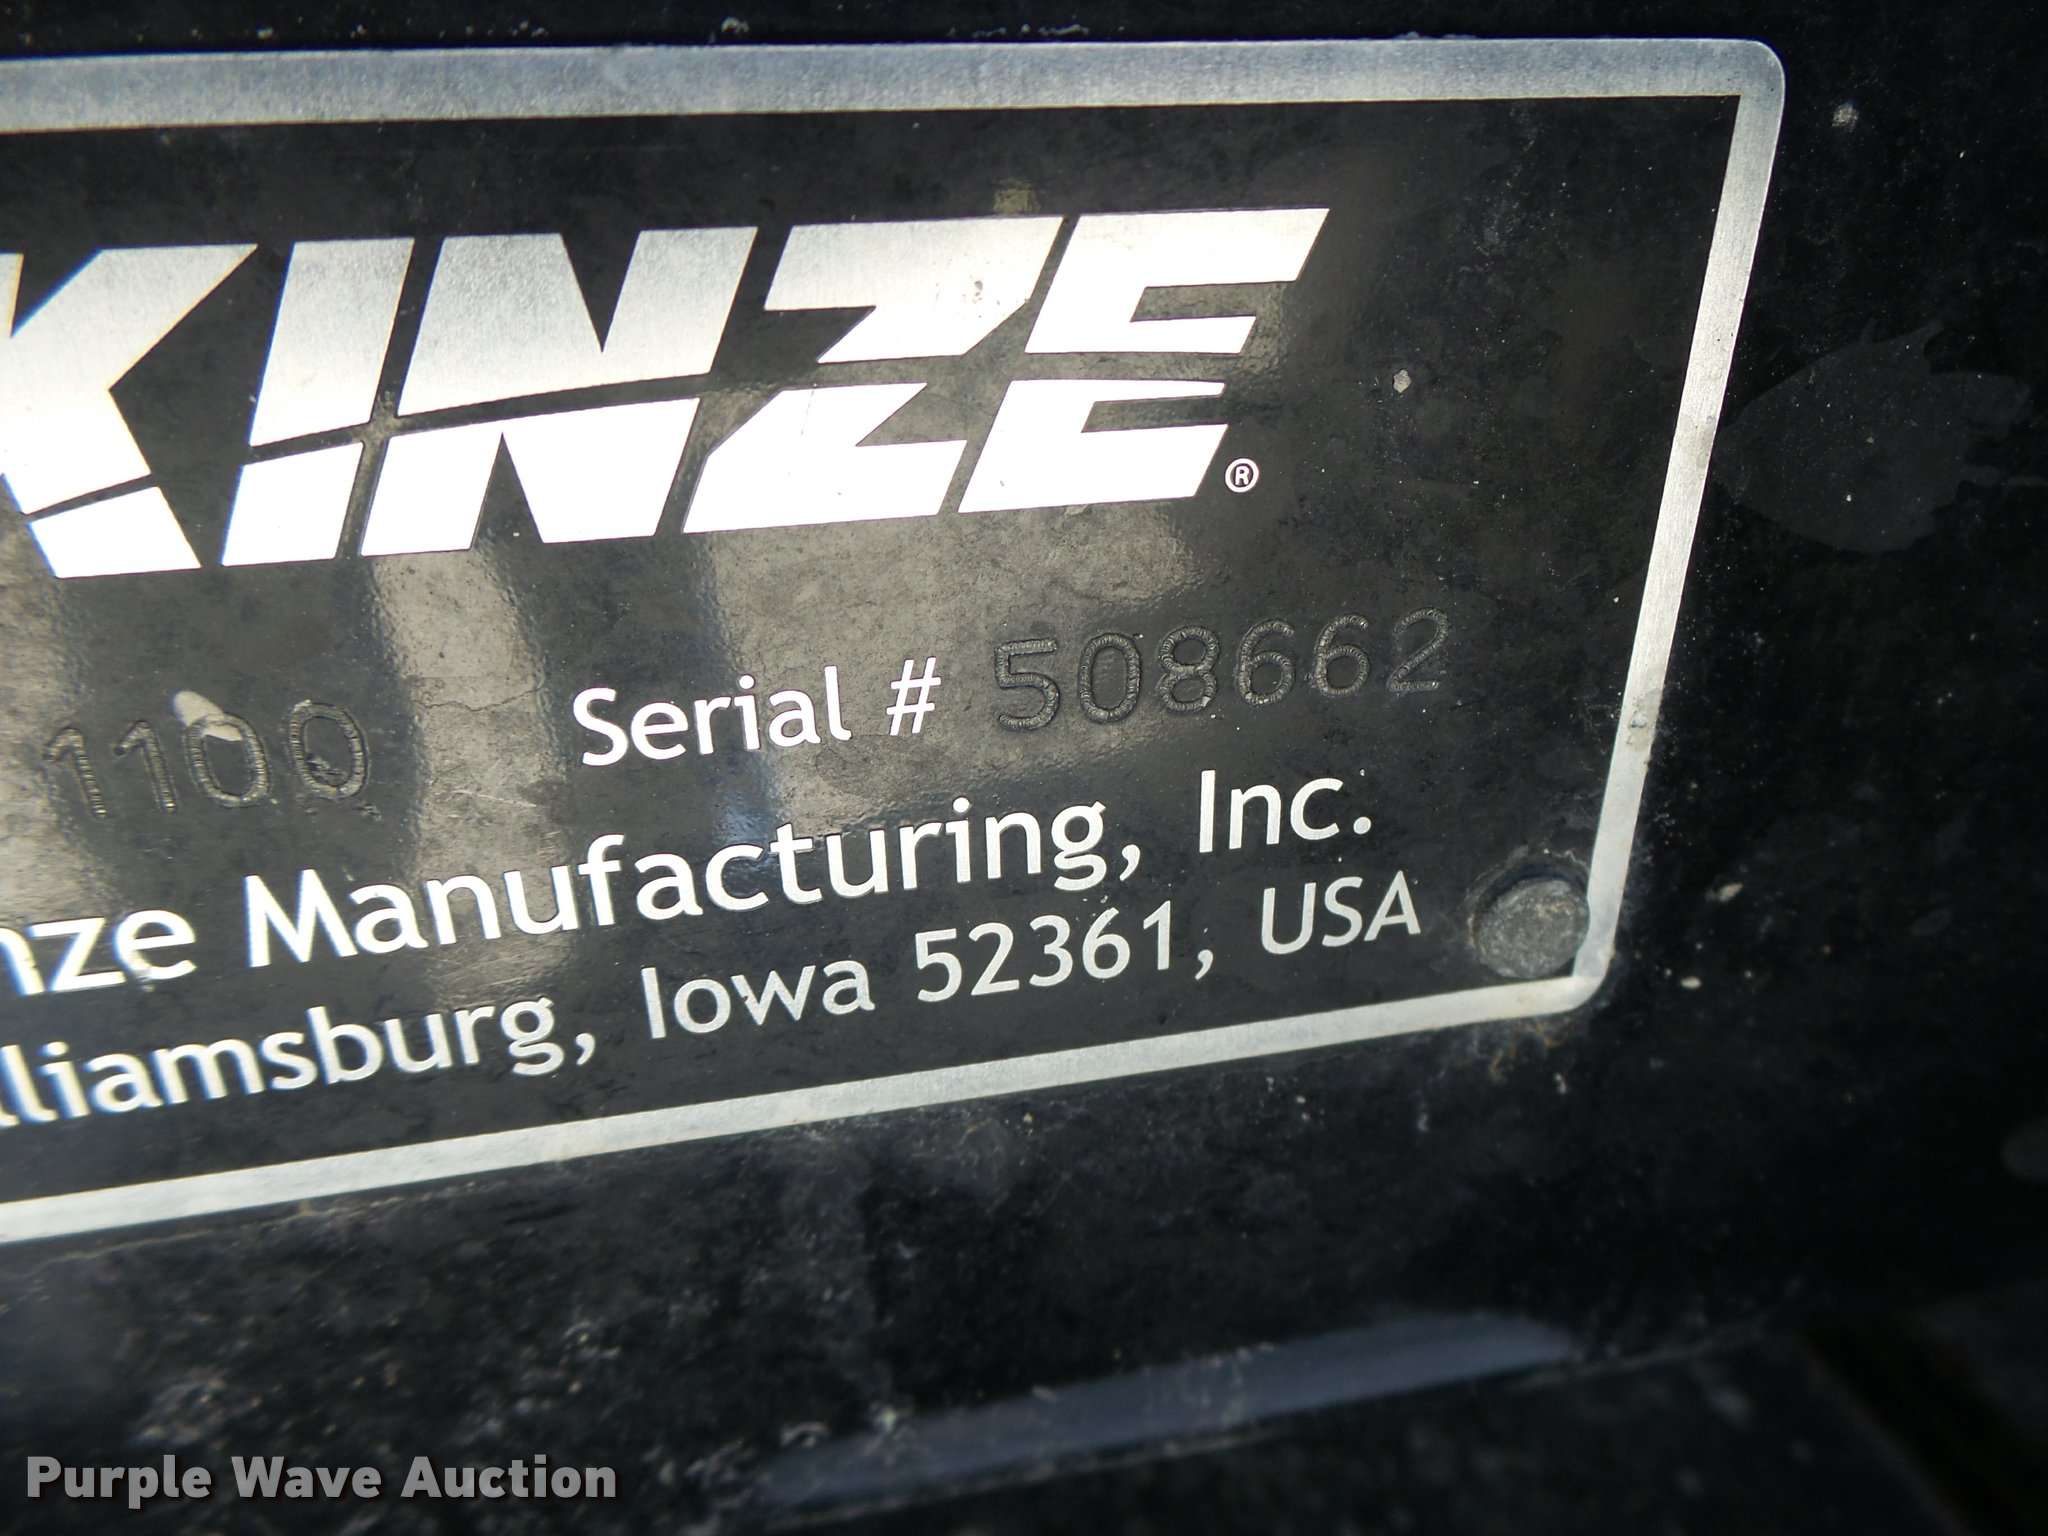 KINZE®
1100 Serial # 508662
nze Manufacturing, Inc.
lliamsburg, Iowa 52361, USA
Purple Wave Auction